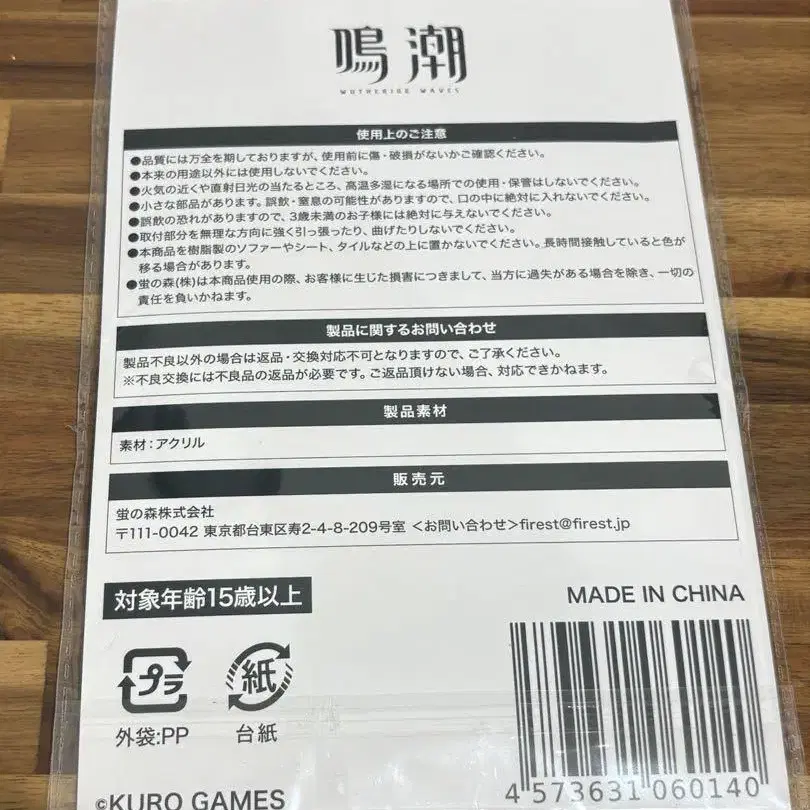 鳴潮
WUTHERING WAVES
使用上のご注意
●品質には万全を期しておりますが、使用前に傷・破損がないかご確認ください。
●本来の用途以外には使用しないでください。
●火気の近くや直射日光の当たるところ、高温多湿になる場所での使用・保管はしないでください。
●小さな部品があります。誤飲・窒息の可能性がありますので、口の中に絶対に入れないでください。
●誤飲の恐れがありますので、3歳未満のお子様には絶対に与えないでください。
●取付部分を無理な方向に強く引っ張ったり、曲げたりしないでください。
●本商品を樹脂製のソファーやシート、タイルなどの上に置かないでください。長時間接触していると色が
移る場合があります。
●蛍の森(株)は本商品使用の際、お客様に生じた損害につきまして、当方に過失がある場合を除き、一切の
責任を負いかねます。
製品に関するお問い合わせ
製品不良以外の場合は返品・交換対応不可となりますので、ご了承ください。
※不良交換には不良品の返品が必要です。ご返品頂けない場合、対応できかねます。
製品素材
素材：アクリル
販売元
蛍の森株式会社
〒111-0042 東京都台東区寿2-4-8-209号室 <お問い合わせ>firest@firest.jp
対象年齢15歳以上
MADE IN CHINA
プラ
紙
外袋:PP
台紙
4 573631 060140
©KURO GAMES